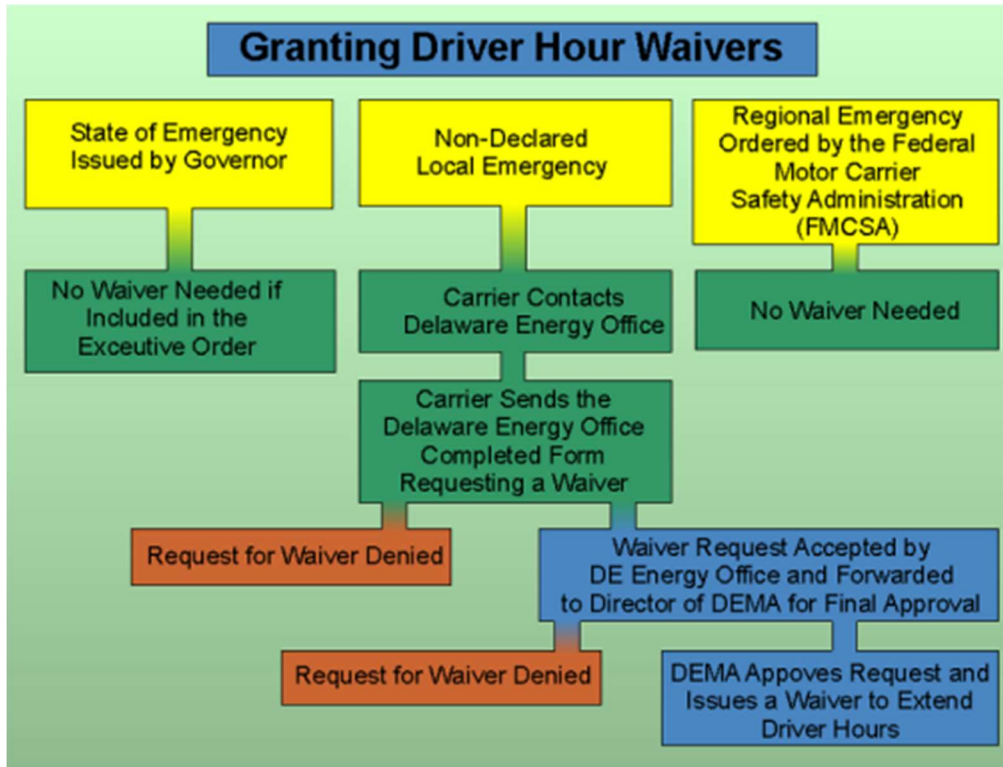 Granting Driver Hour Waivers
State of Emergency
Issued by Governor
Non-Declared
Local Emergency
Regional Emergency
Ordered by the Federal
Motor Carrier
Safety Administration
(FMCSA)
No Waiver Needed if
Included in the
Exceutive Order
Carrier Contacts
Delaware Energy Office
No Waiver Needed
Carrier Sends the
Delaware Energy Office
Completed Form
Requesting a Waiver
Request for Waiver Denied
Waiver Request Accepted by
DE Energy Office and Forwarded
to Director of DEMA for Final Approval
Request for Waiver Denied
DEMA Appoves Request and
Issues a Waiver to Extend
Driver Hours